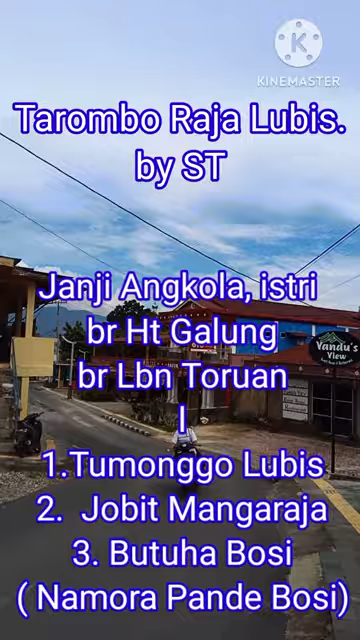 KINEMASTER
Tarombo Raja Lubis.
by ST
Janji Angkola, istri
br Ht Galung
br Lbn Toruan
I
1.Tumonggo Lubis
2. Jobit Mangaraja
3. Butuha Bosi
( Namora Pande Bosi)
Vandu's
View